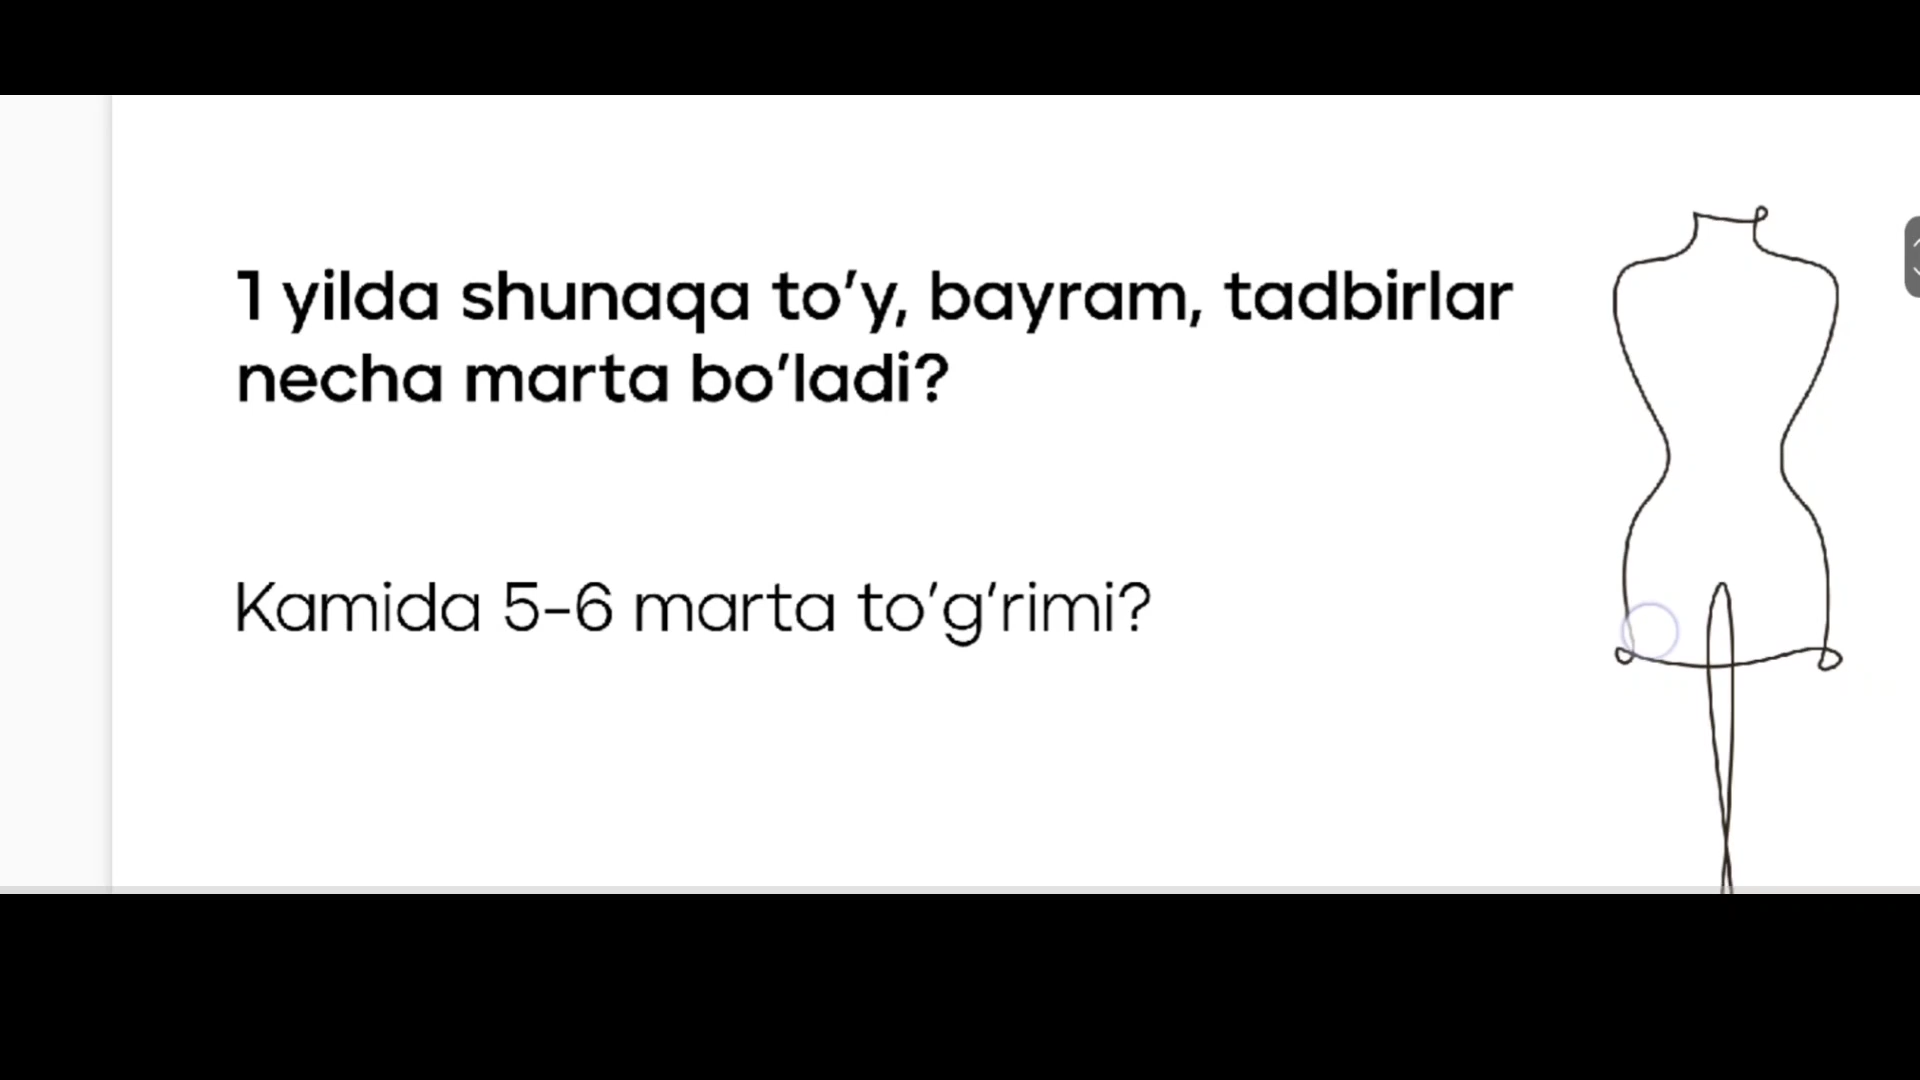 1 yilda shunaqa to'y, bayram, tadbirlar
necha marta bo'ladi?
Kamida 5-6 marta to'g'rimi?